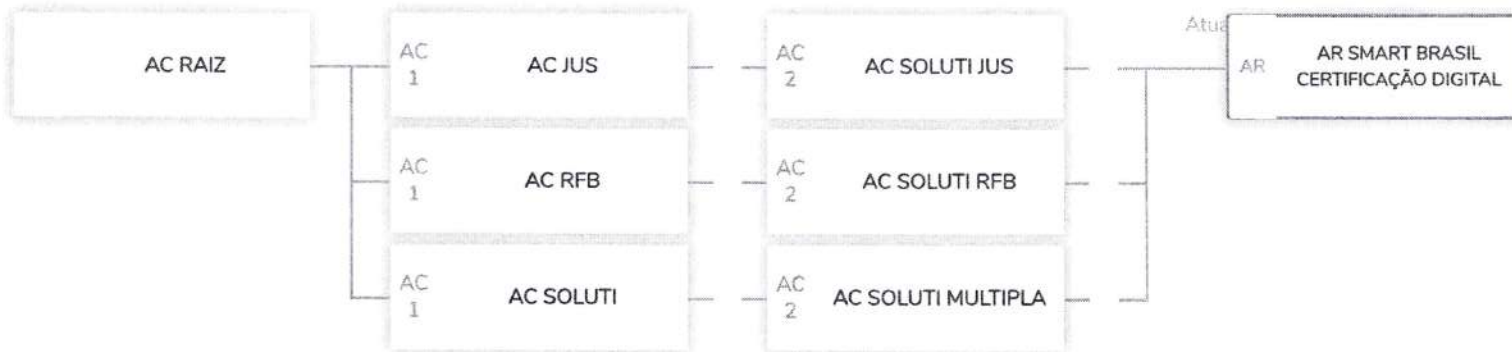 Atua
AC RAIZ
AC
1
AC JUS
AC
2
AC SOLUTI JUS
AR
AR SMART BRASIL
CERTIFICAÇÃO DIGITAL
AC
1
AC RFB
AC
2
AC SOLUTI RFB
AC
1
AC SOLUTI
AC
2
AC SOLUTI MULTIPLA